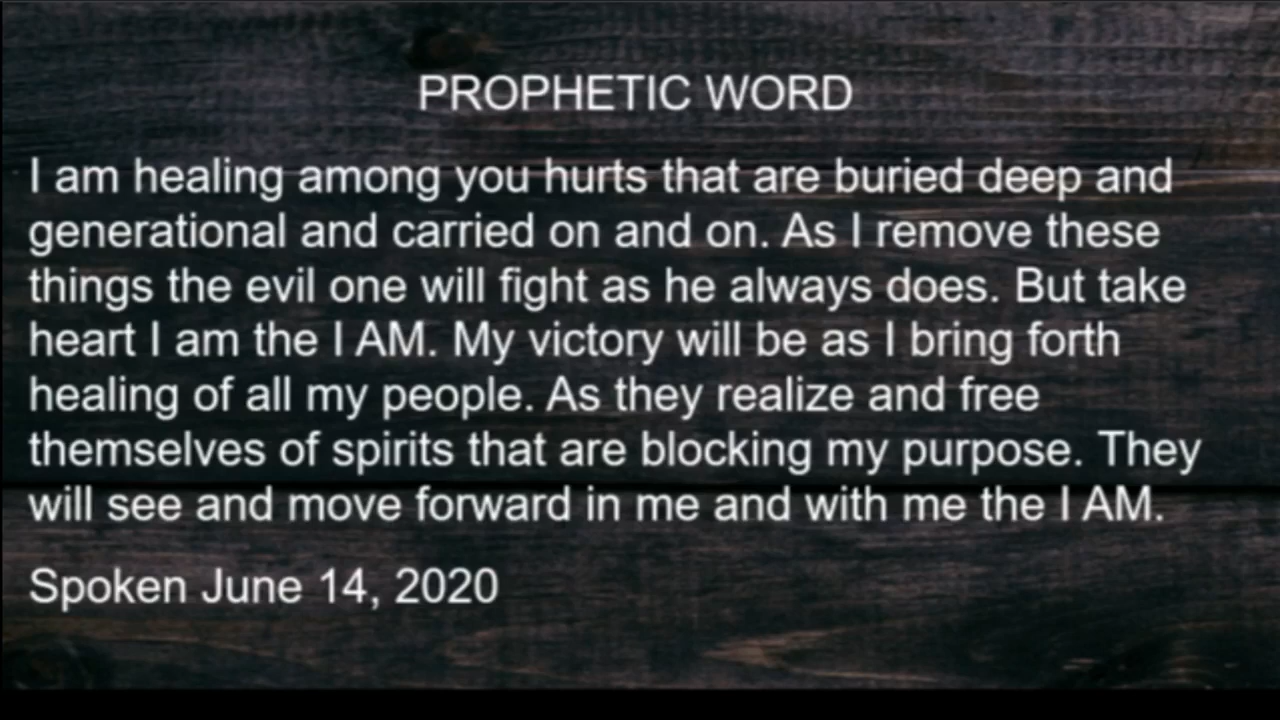 PROPHETIC WORD
I am healing among you hurts that are buried deep and
generational and carried on and on. As I remove these
things the evil one will fight as he always does. But take
heart I am the I AM. My victory will be as I bring forth
healing of all my people. As they realize and free
themselves of spirits that are blocking my purpose. They
will see and move forward in me and with me the I AM.
Spoken June 14, 2020